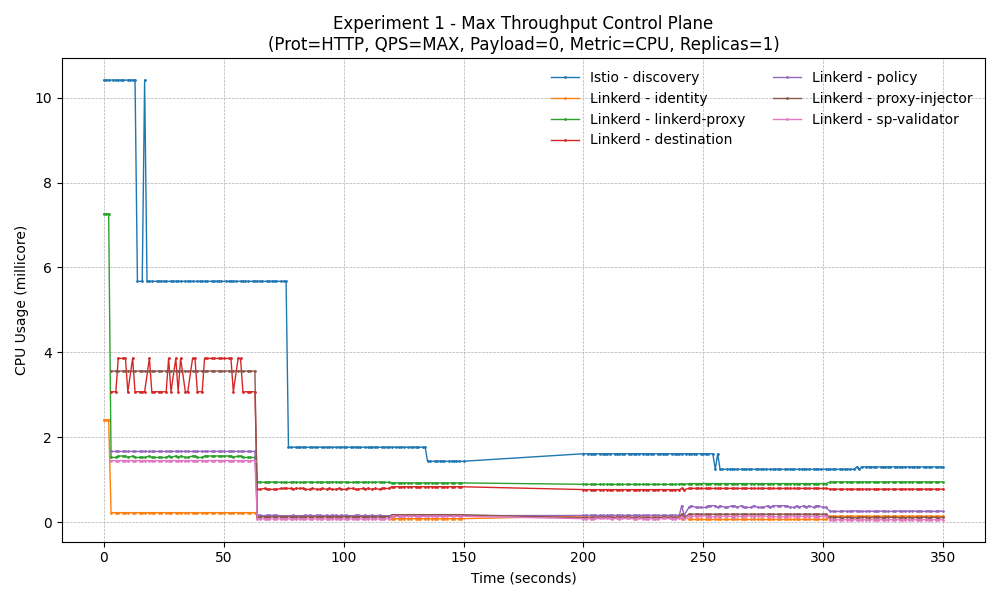 Experiment 1 - Max Throughput Control Plane
(Prot=HTTP, QPS=MAX, Payload=0, Metric=CPU, Replicas=1)
Istio - discovery
Linkerd - identity
Linkerd - linkerd-proxy
Linkerd - destination
Linkerd - policy
Linkerd - proxy-injector
Linkerd - sp-validator
CPU Usage (millicore)
10
8
6
4
2
0
0
50
100
150
200
250
300
350
Time (seconds)